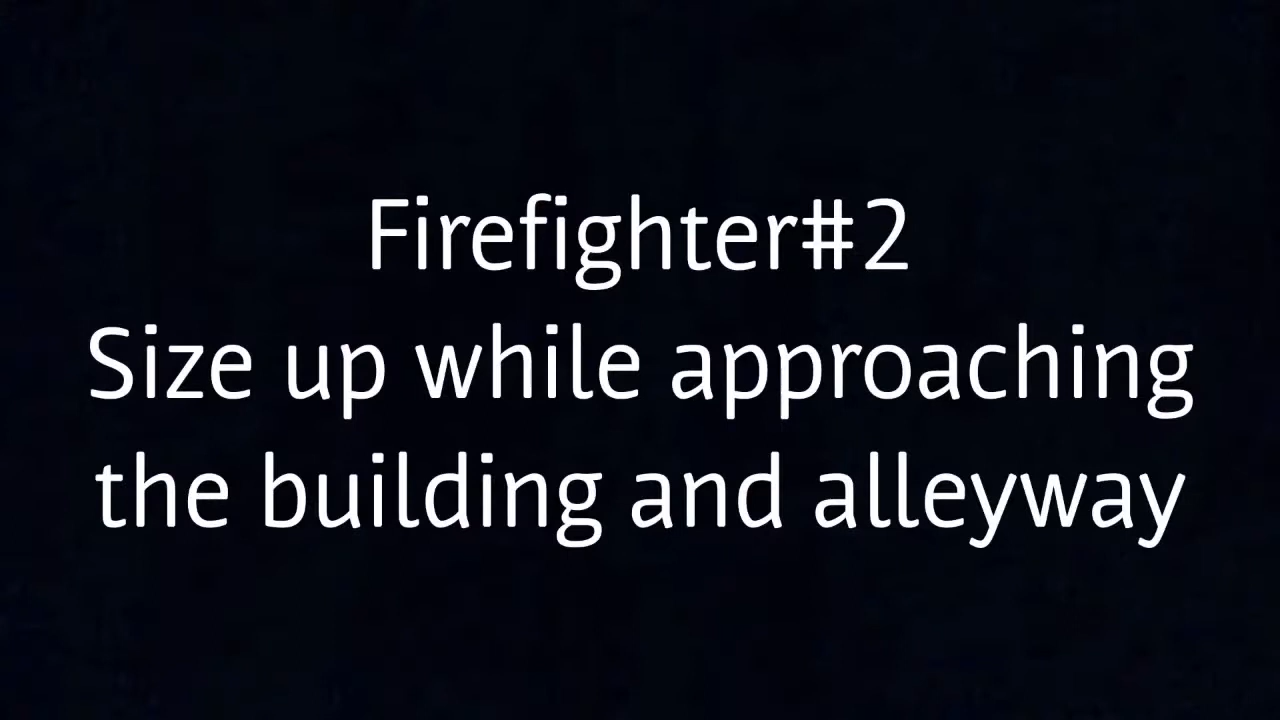 Firefighter#2
Size up while approaching
the building and alleyway